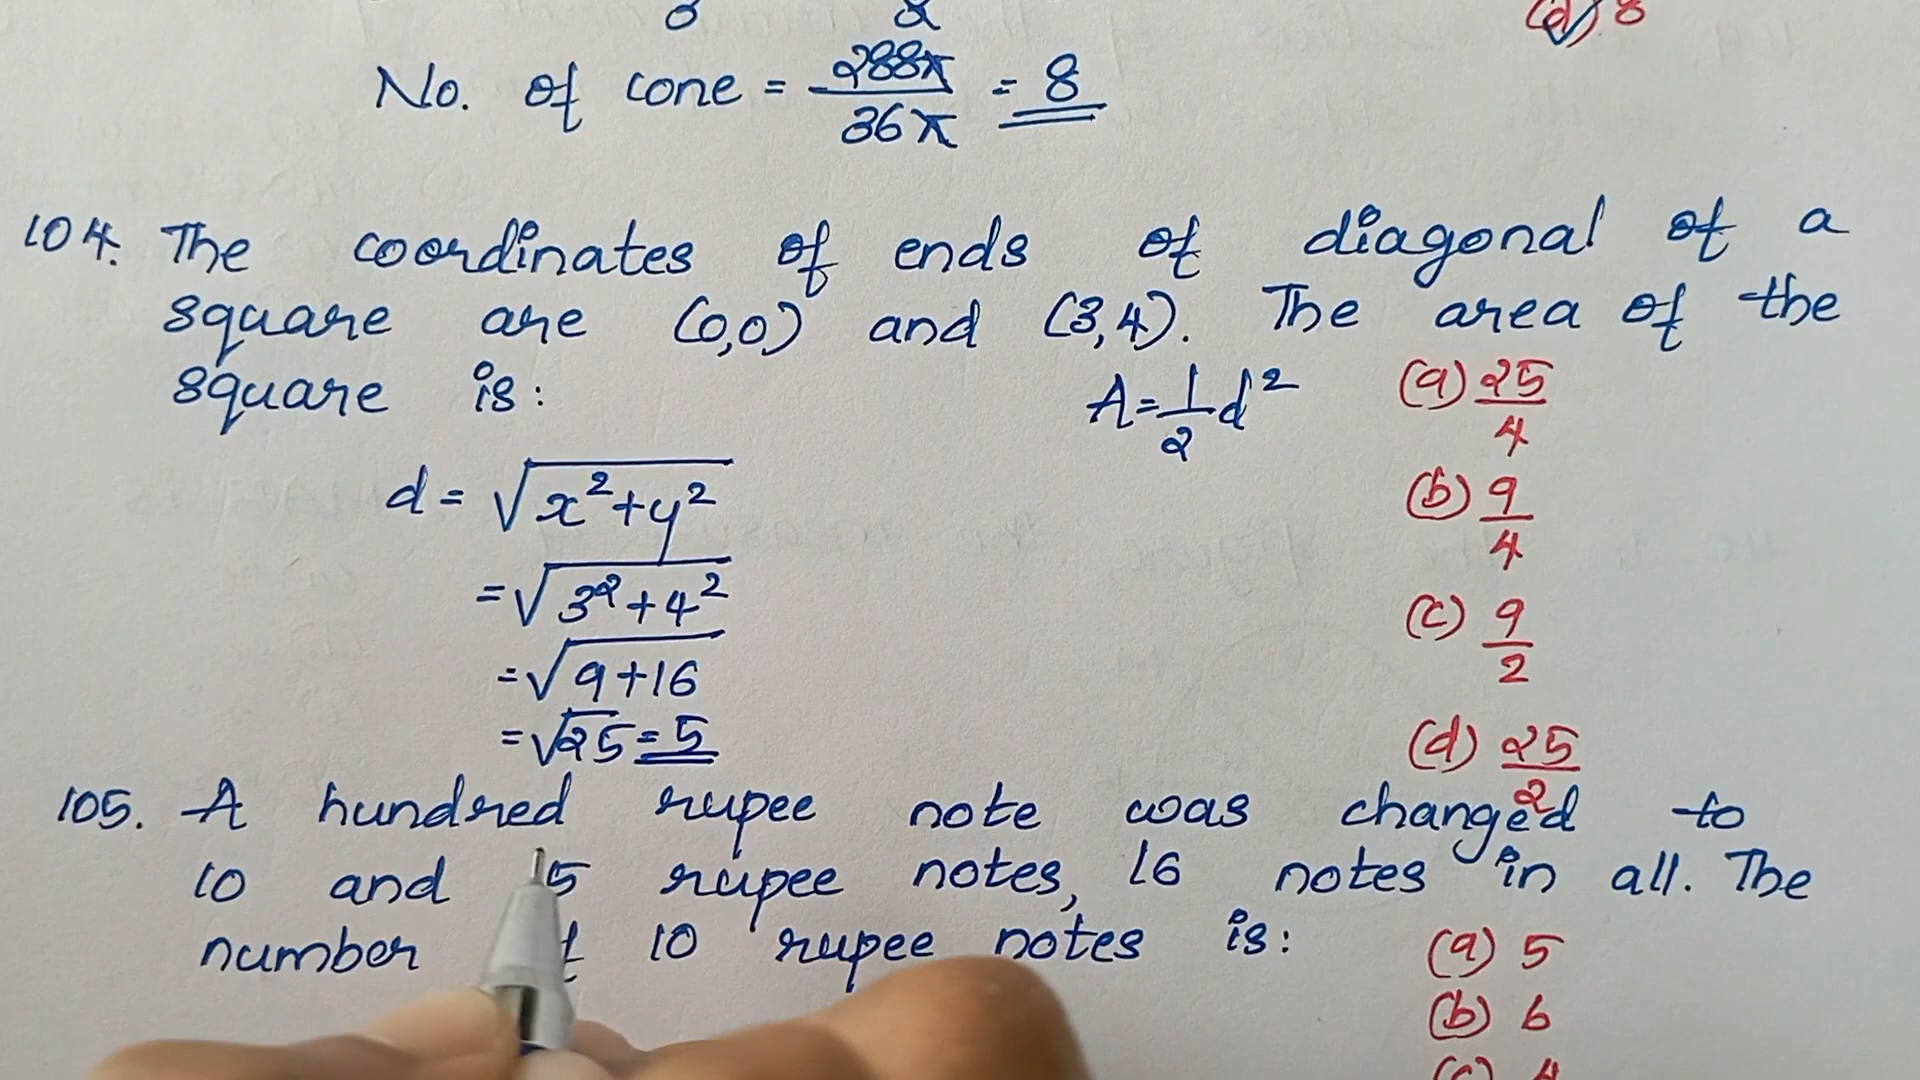 (d) 8
No. of cone = 288π/36π = 8
104. The coordinates of ends of diagonal of a
square are (0,0) and (3,4). The area of the
square is:
A = 1/2 d²
(a) 25/4
(b) 9/4
(c) 9/2
(d) 25/2
d = √x²+y²
= √3²+4²
= √9+16
= √25 = 5
105. A hundred rupee note was changed to
10 and 5 rupee notes, 16 notes in all. The
number 10 rupee notes is:
(a) 5
(b) 6
(c) 4